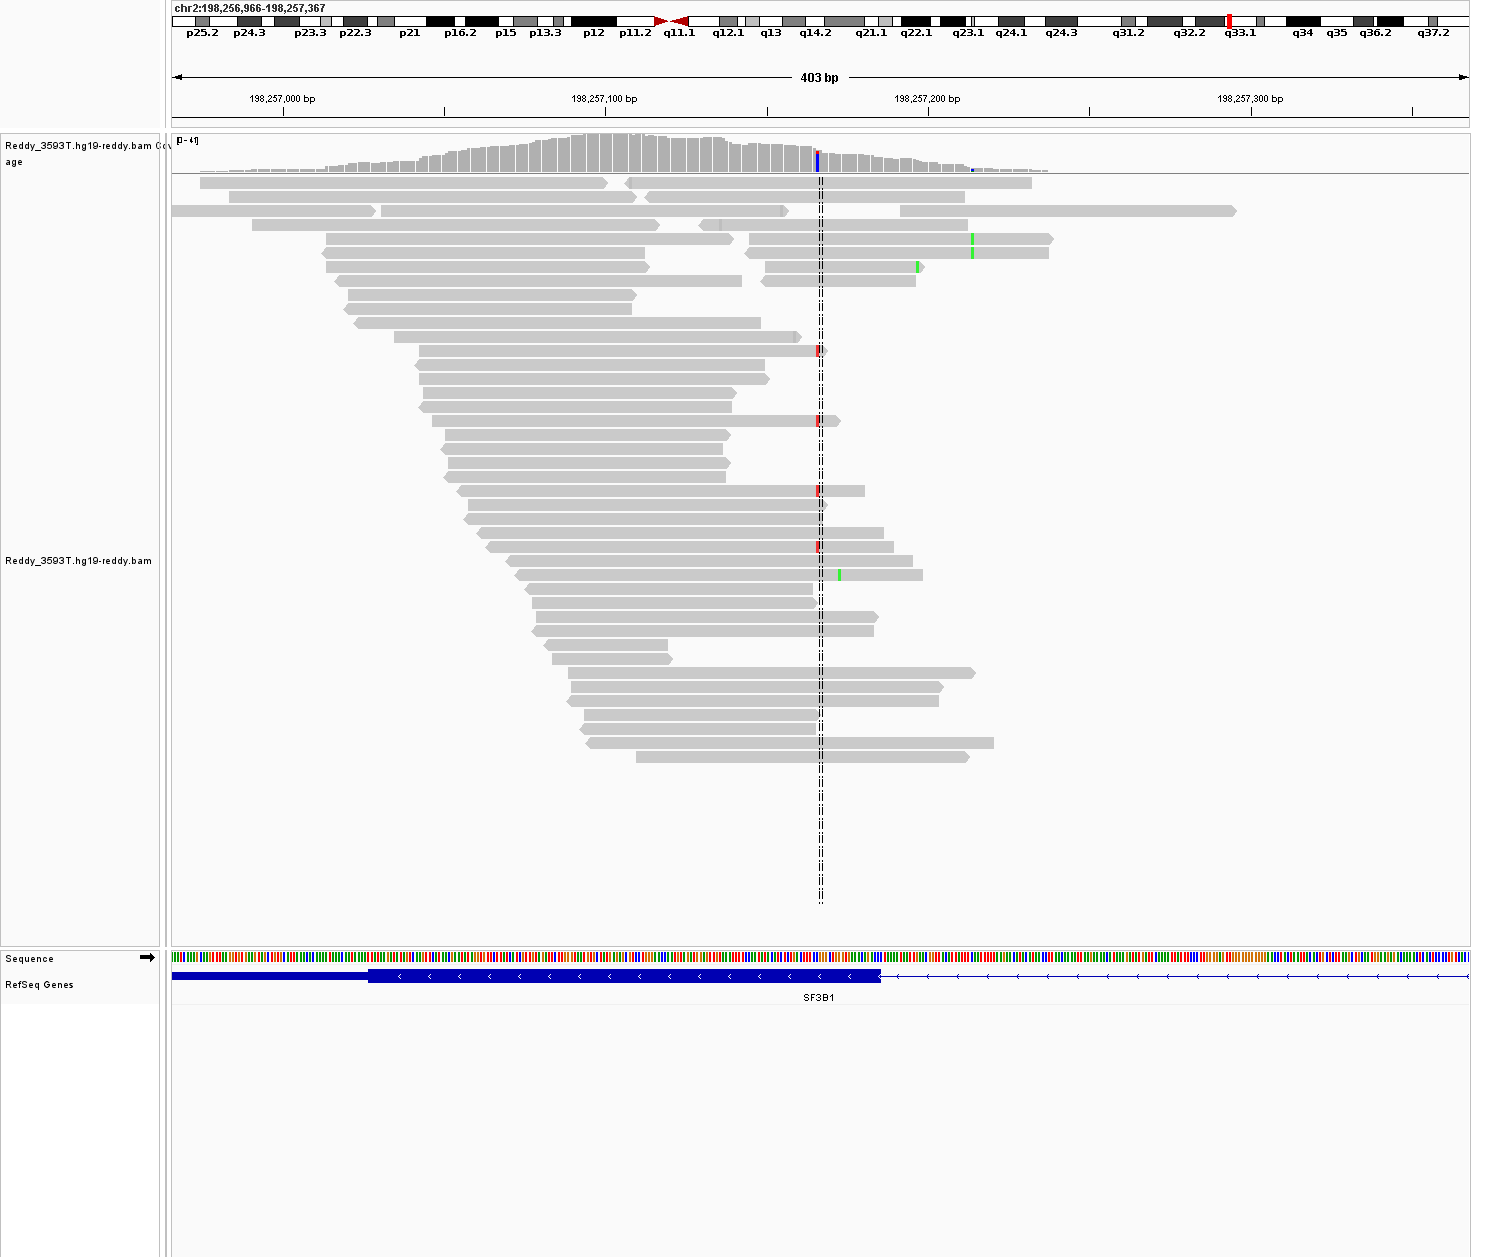 chr2:198,256,966-198,257,367
p25.2 p24.3 p23.3 p22.3 p21 p16.2 p15 p13.3 p12 p11.2 q11.1 q12.1 q13 q14.2 q21.1 q22.1 q23.1 q24.1 q24.3 q31.2 q32.2 q33.1 q34 q35 q36.2 q37.2
403 bp
198,257,000 bp 198,257,100 bp 198,257,200 bp 198,257,300 bp
Reddy_3593T.hg19-reddy.bam Cov
age
[0 - 41]
Reddy_3593T.hg19-reddy.bam
Sequence
RefSeq Genes
SF3B1